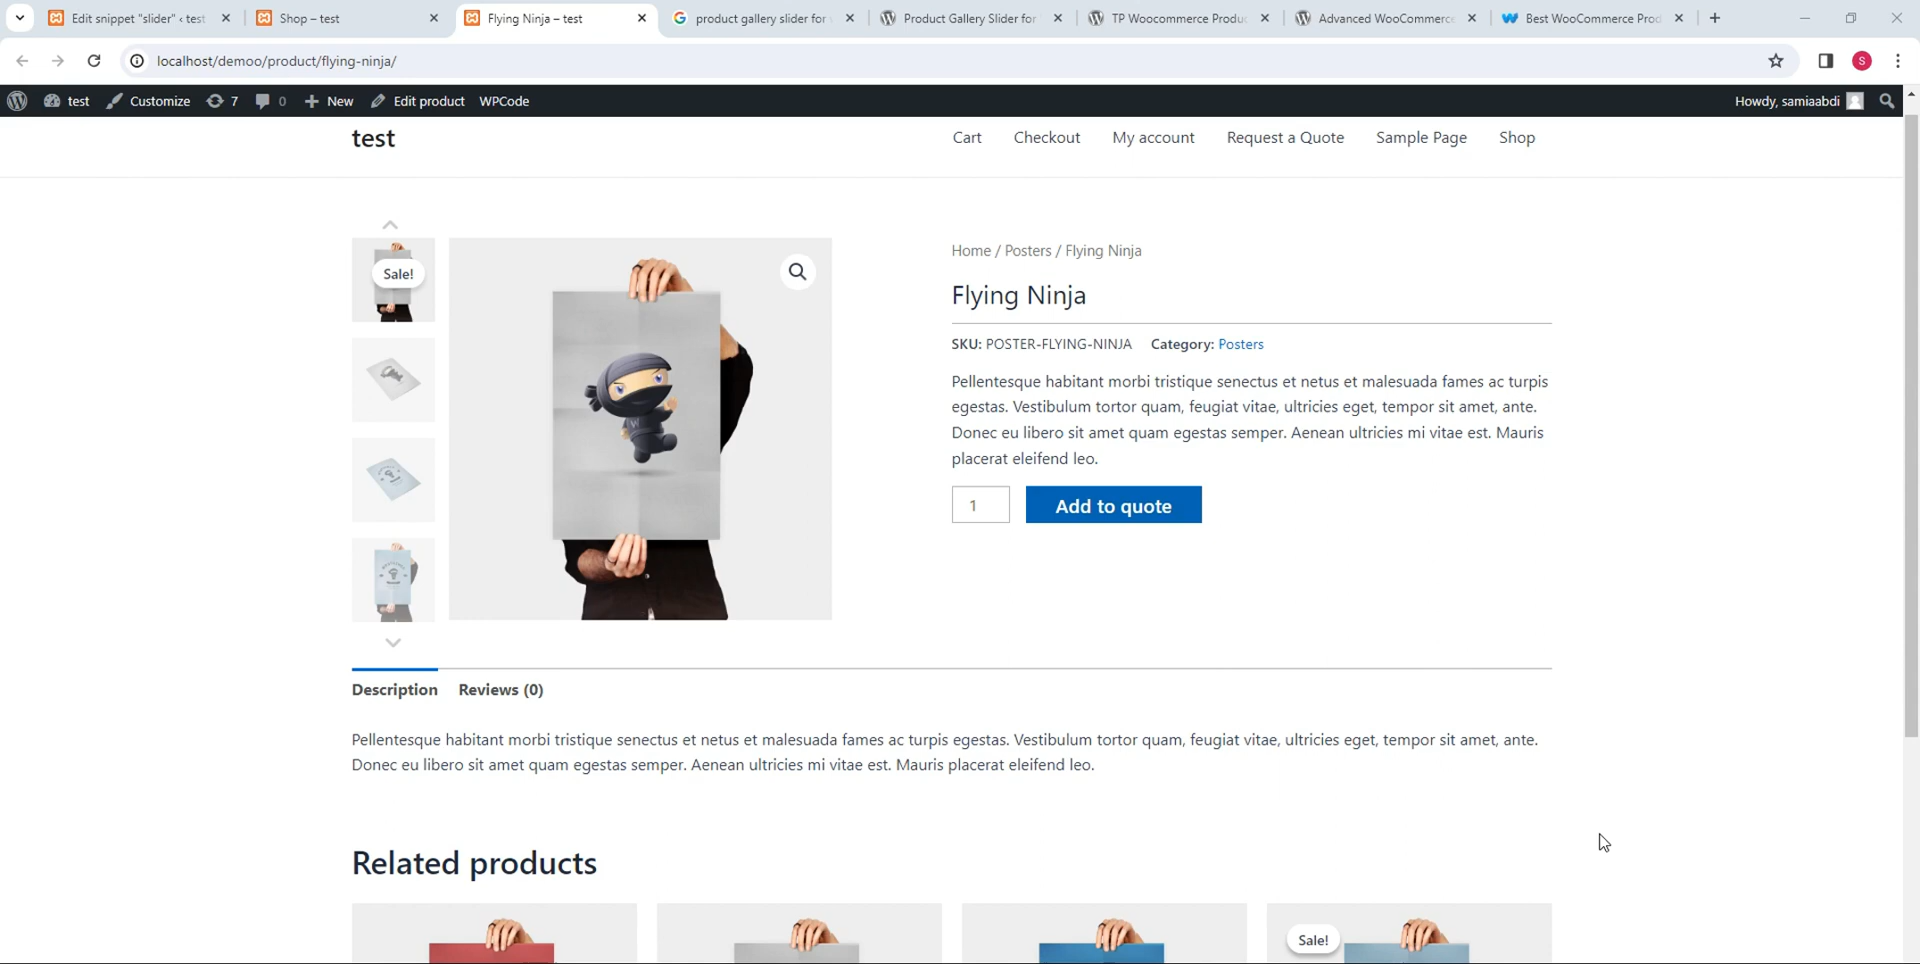 Edit snippet "slider" ‹ test
Shop – test
Flying Ninja – test
product gallery slider for
Product Gallery Slider for
TP Woocommerce Produc
Advanced WooCommerce
Best WooCommerce Prod
localhost/demoo/product/flying-ninja/
S
test
Customize
7
0
New
Edit product
WPCode
Howdy, samiaabdi
test
Cart
Checkout
My account
Request a Quote
Sample Page
Shop
Sale!
W
Home / Posters / Flying Ninja
Flying Ninja
SKU: POSTER-FLYING-NINJA Category: Posters
Pellentesque habitant morbi tristique senectus et netus et malesuada fames ac turpis
egestas. Vestibulum tortor quam, feugiat vitae, ultricies eget, tempor sit amet, ante.
Donec eu libero sit amet quam egestas semper. Aenean ultricies mi vitae est. Mauris
placerat eleifend leo.
1
Add to quote
Description
Reviews (0)
Pellentesque habitant morbi tristique senectus et netus et malesuada fames ac turpis egestas. Vestibulum tortor quam, feugiat vitae, ultricies eget, tempor sit amet, ante.
Donec eu libero sit amet quam egestas semper. Aenean ultricies mi vitae est. Mauris placerat eleifend leo.
Related products
Sale!